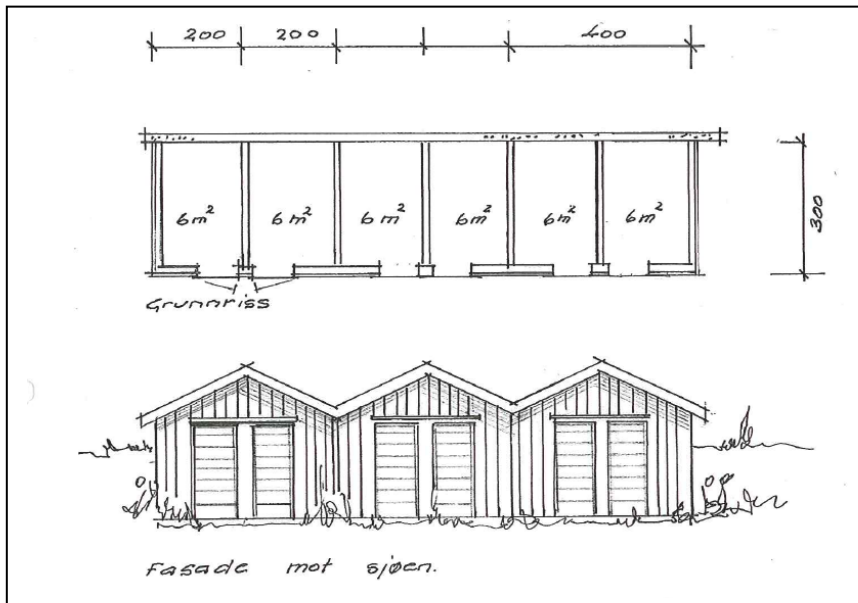 200 200 400
6m² 6m² 6m² 6m² 6m² 6m²
300
Grunnriss
Fasade mot sjøen.